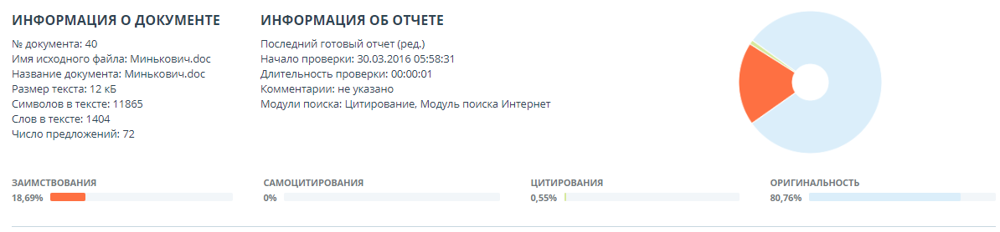 ИНФОРМАЦИЯ О ДОКУМЕНТЕ
№ документа: 40
Имя исходного файла: Минькович.doc
Название документа: Минькович.doc
Размер текста: 12 кБ
Cимволов в тексте: 11865
Слов в тексте: 1404
Число предложений: 72
ИНФОРМАЦИЯ ОБ ОТЧЕТЕ
Последний готовый отчет (ред.)
Начало проверки: 30.03.2016 05:58:31
Длительность проверки: 00:00:01
Комментарии: не указано
Модули поиска: Цитирование, Модуль поиска Интернет
ЗАИМСТВОВАНИЯ
18,69%
САМОЦИТИРОВАНИЯ
0%
ЦИТИРОВАНИЯ
0,55%
ОРИГИНАЛЬНОСТЬ
80,76%